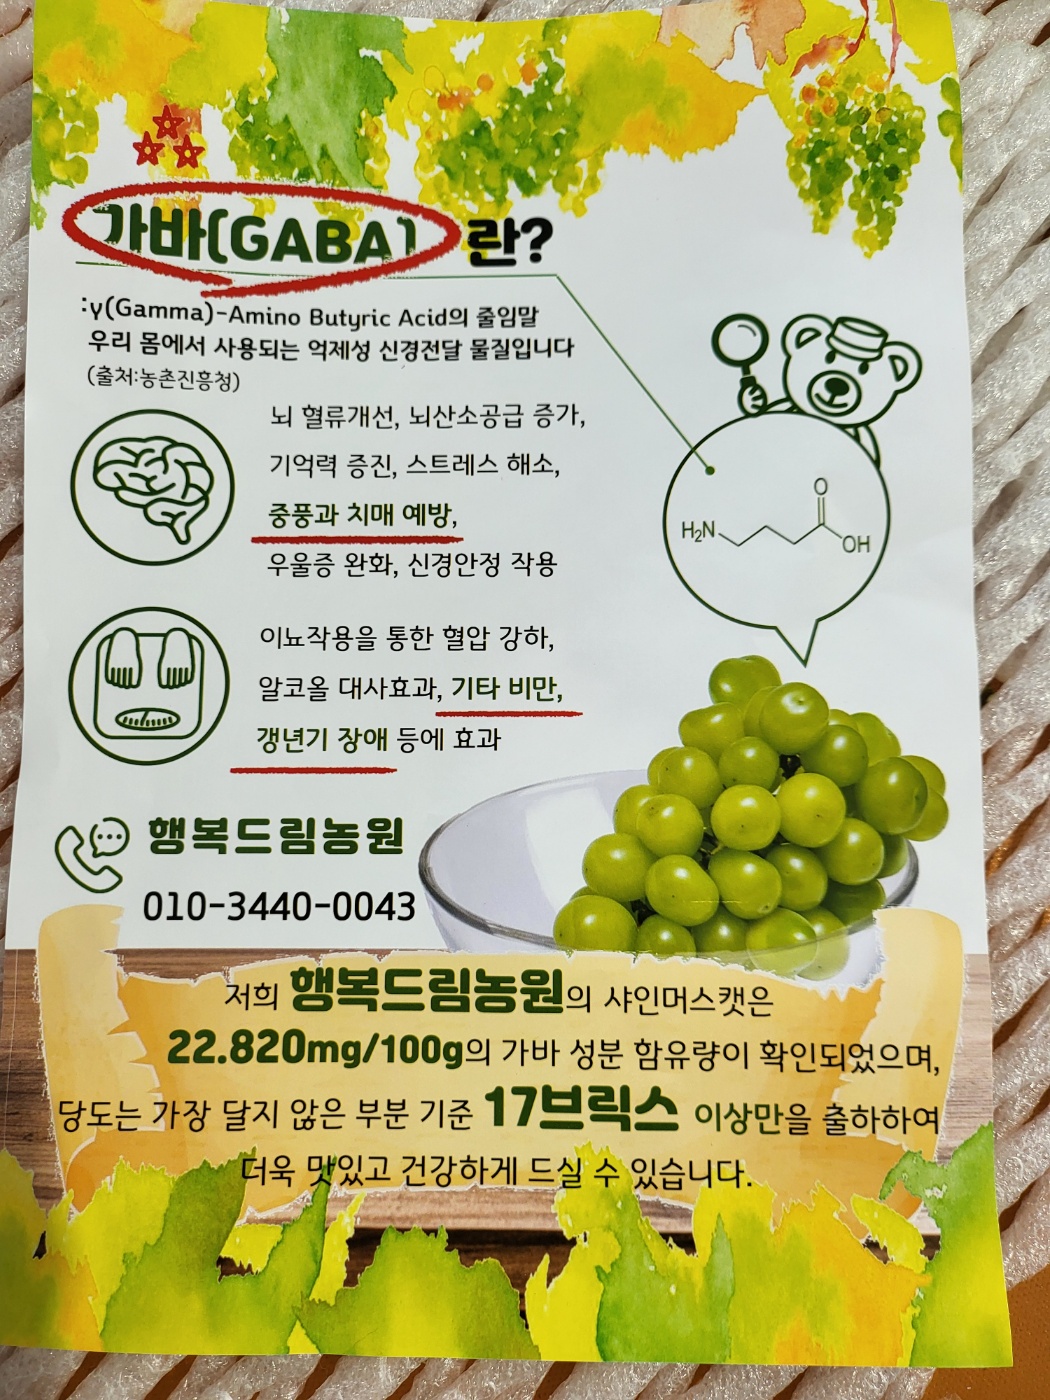 가바(GABA)란?
:γ(Gamma)-Amino Butyric Acid의 줄임말
우리 몸에서 사용되는 억제성 신경전달 물질입니다
(출처:농촌진흥청)
뇌 혈류개선, 뇌산소공급 증가,
기억력 증진, 스트레스 해소,
중풍과 치매 예방,
우울증 완화, 신경안정 작용
H₂N
O
OH
이뇨작용을 통한 혈압 강하,
알코올 대사효과, 기타 비만,
갱년기 장애 등에 효과
행복드림농원
010-3440-0043
저희 행복드림농원의 샤인머스캣은
22.820mg/100g의 가바 성분 함유량이 확인되었으며,
당도는 가장 달지 않은 부분 기준 17브릭스 이상만을 출하하여
더욱 맛있고 건강하게 드실 수 있습니다.